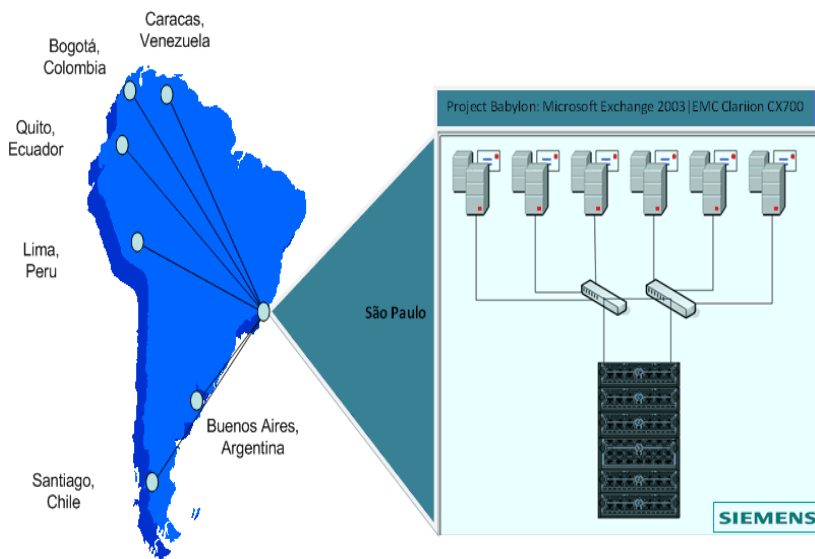 Caracas,
Venezuela
Bogotá,
Colombia
Quito,
Ecuador
Lima,
Peru
São Paulo
Buenos Aires,
Argentina
Santiago,
Chile
Project Babylon: Microsoft Exchange 2003|EMC Clariion CX700
SIEMENS